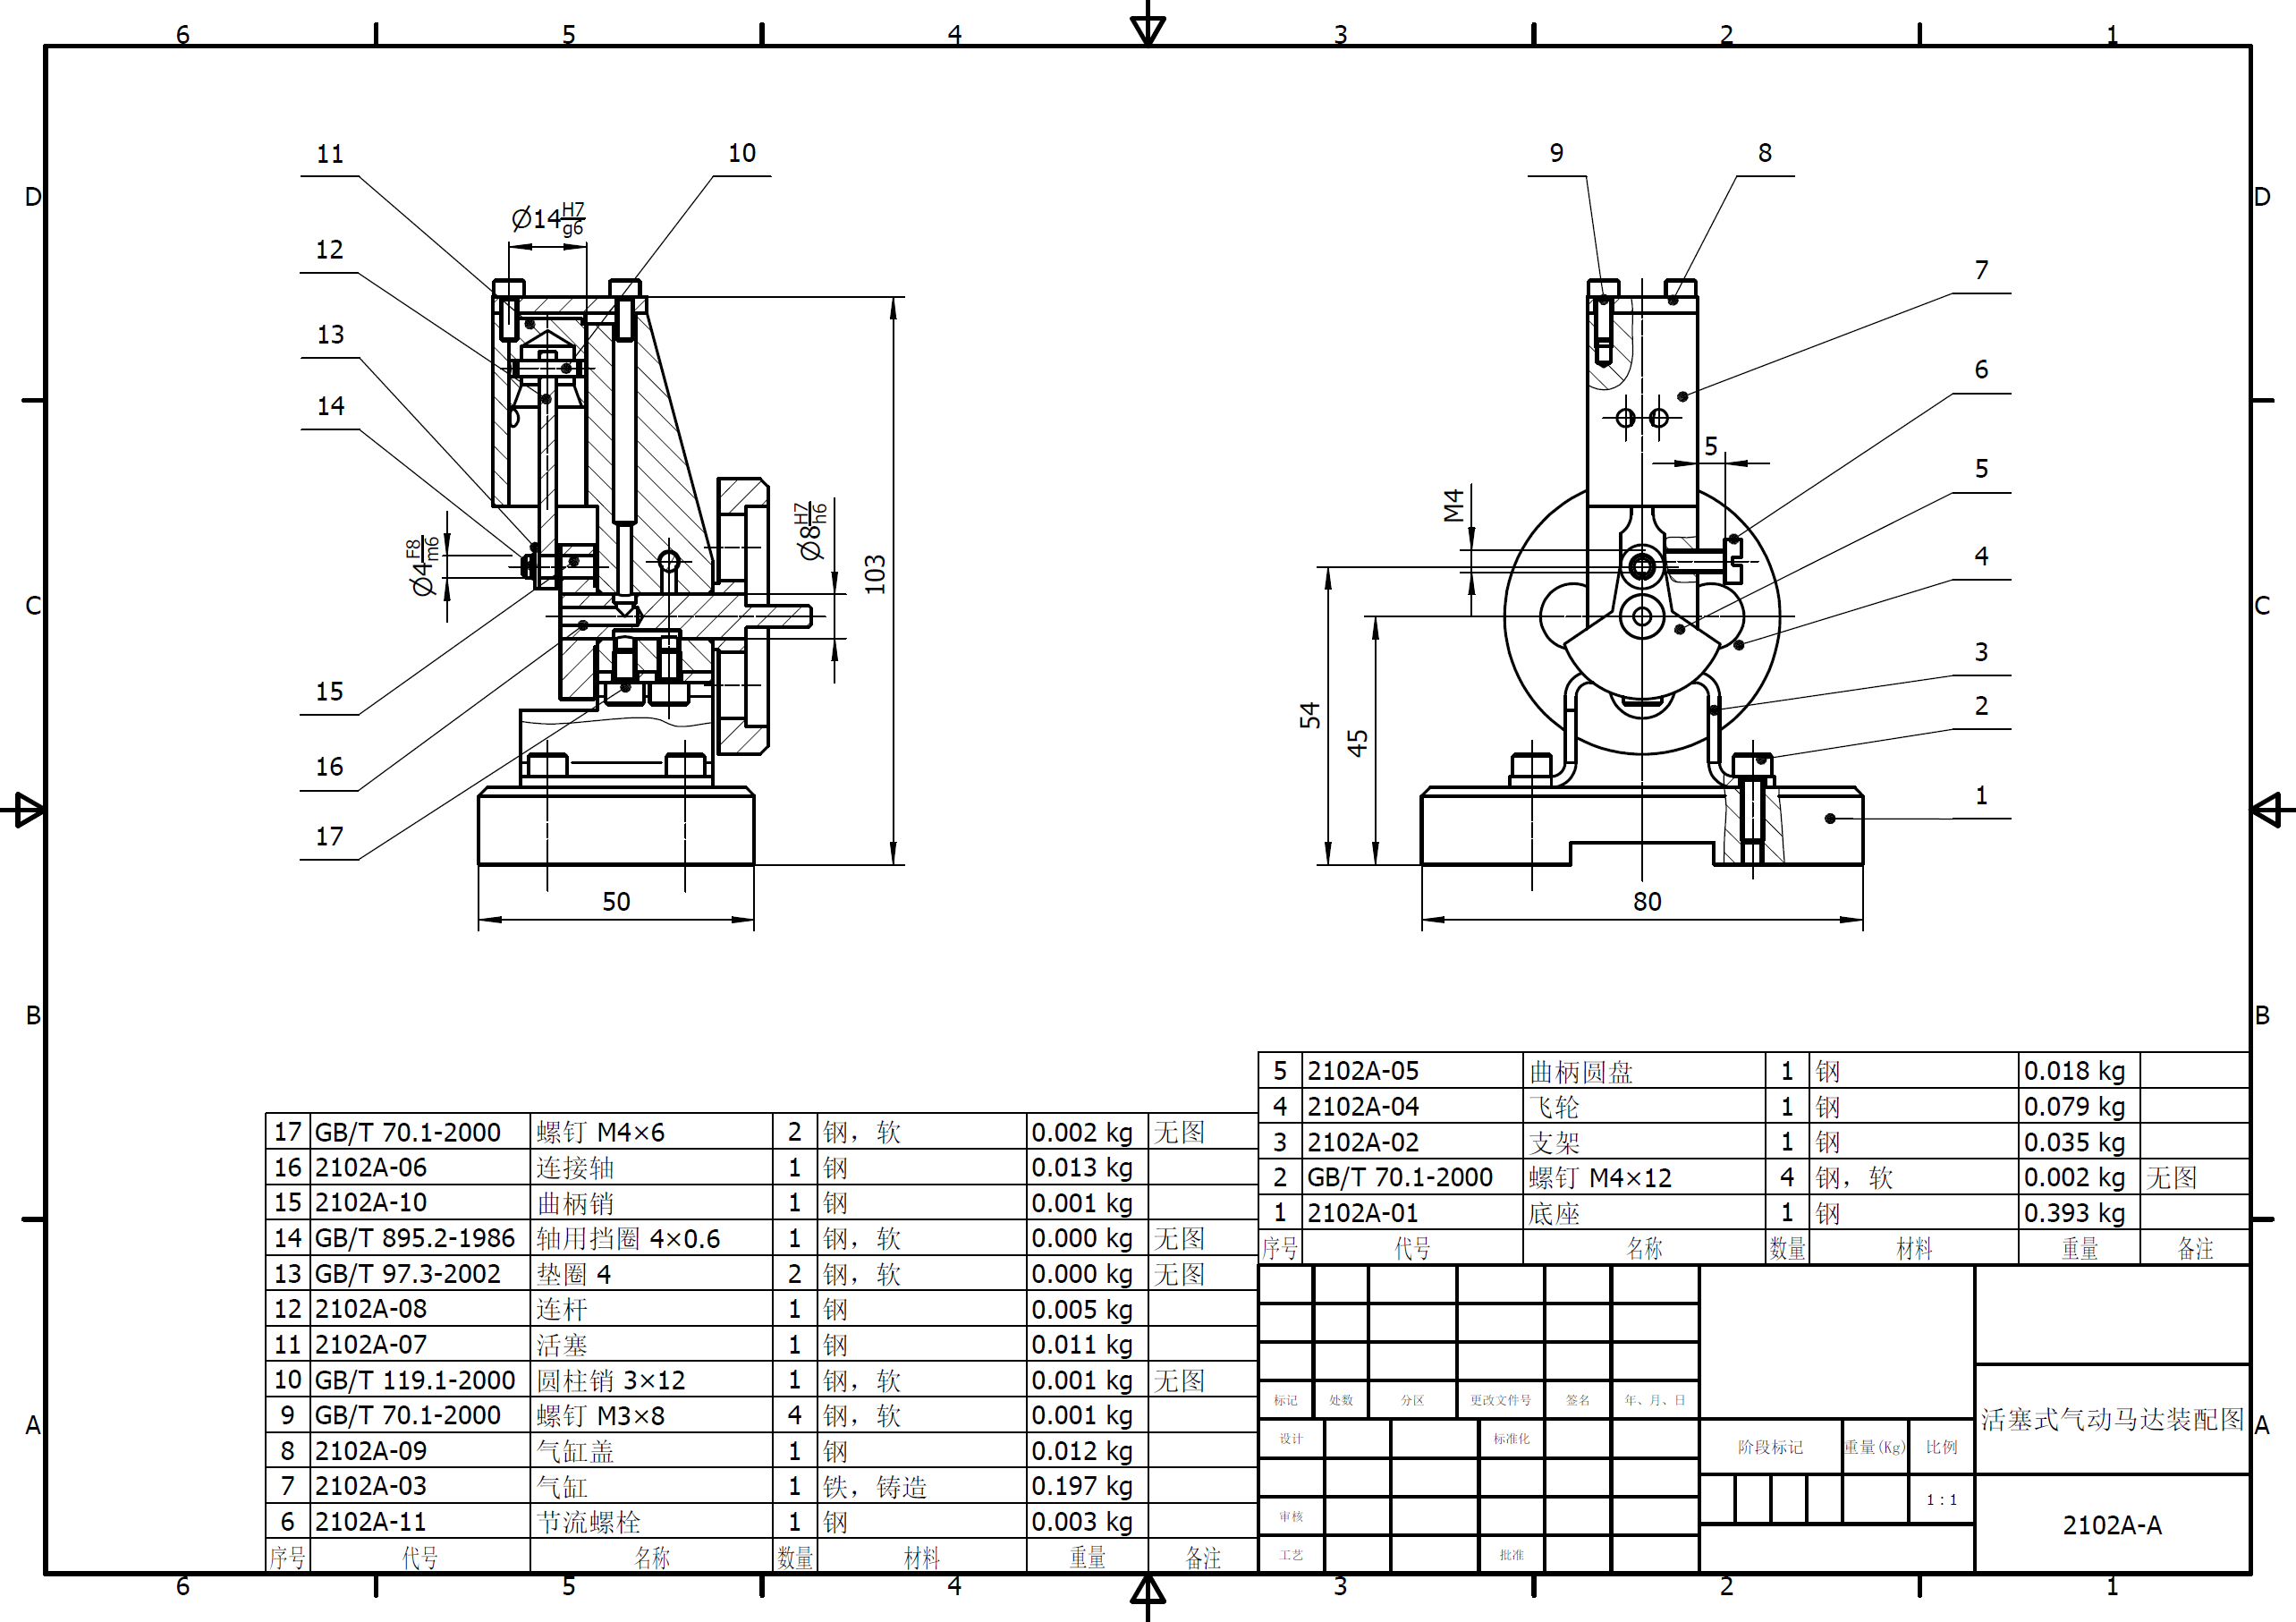 6 5 4 3 2 1
D D
C C
B B
A A
11
10
12
13
14
15
16
17
Ø14 H7/g6
Ø4 F8/m6
Ø8 H7/h6
103
50
9
8
7
6
5
4
3
2
1
5
M4
54
45
80
17 GB/T 70.1-2000 螺钉 M4×6 2 钢，软 0.002 kg 无图
16 2102A-06 连接轴 1 钢 0.013 kg
15 2102A-10 曲柄销 1 钢 0.001 kg
14 GB/T 895.2-1986 轴用挡圈 4×0.6 1 钢，软 0.000 kg 无图
13 GB/T 97.3-2002 垫圈 4 2 钢，软 0.000 kg 无图
12 2102A-08 连杆 1 钢 0.005 kg
11 2102A-07 活塞 1 钢 0.011 kg
10 GB/T 119.1-2000 圆柱销 3×12 1 钢，软 0.001 kg 无图
9 GB/T 70.1-2000 螺钉 M3×8 4 钢，软 0.001 kg
8 2102A-09 气缸盖 1 钢 0.012 kg
7 2102A-03 气缸 1 铁，铸造 0.197 kg
6 2102A-11 节流螺栓 1 钢 0.003 kg
序号 代号 名称 数量 材料 重量 备注
5 2102A-05 曲柄圆盘 1 钢 0.018 kg
4 2102A-04 飞轮 1 钢 0.079 kg
3 2102A-02 支架 1 钢 0.035 kg
2 GB/T 70.1-2000 螺钉 M4×12 4 钢，软 0.002 kg 无图
1 2102A-01 底座 1 钢 0.393 kg
序号 代号 名称 数量 材料 重量 备注
标记 处数 分区 更改文件号 签名 年、月、日
设计 标准化
审核
工艺 批准
阶段标记 重量(Kg) 比例
1：1
活塞式气动马达装配图
2102A-A
6 5 4 3 2 1